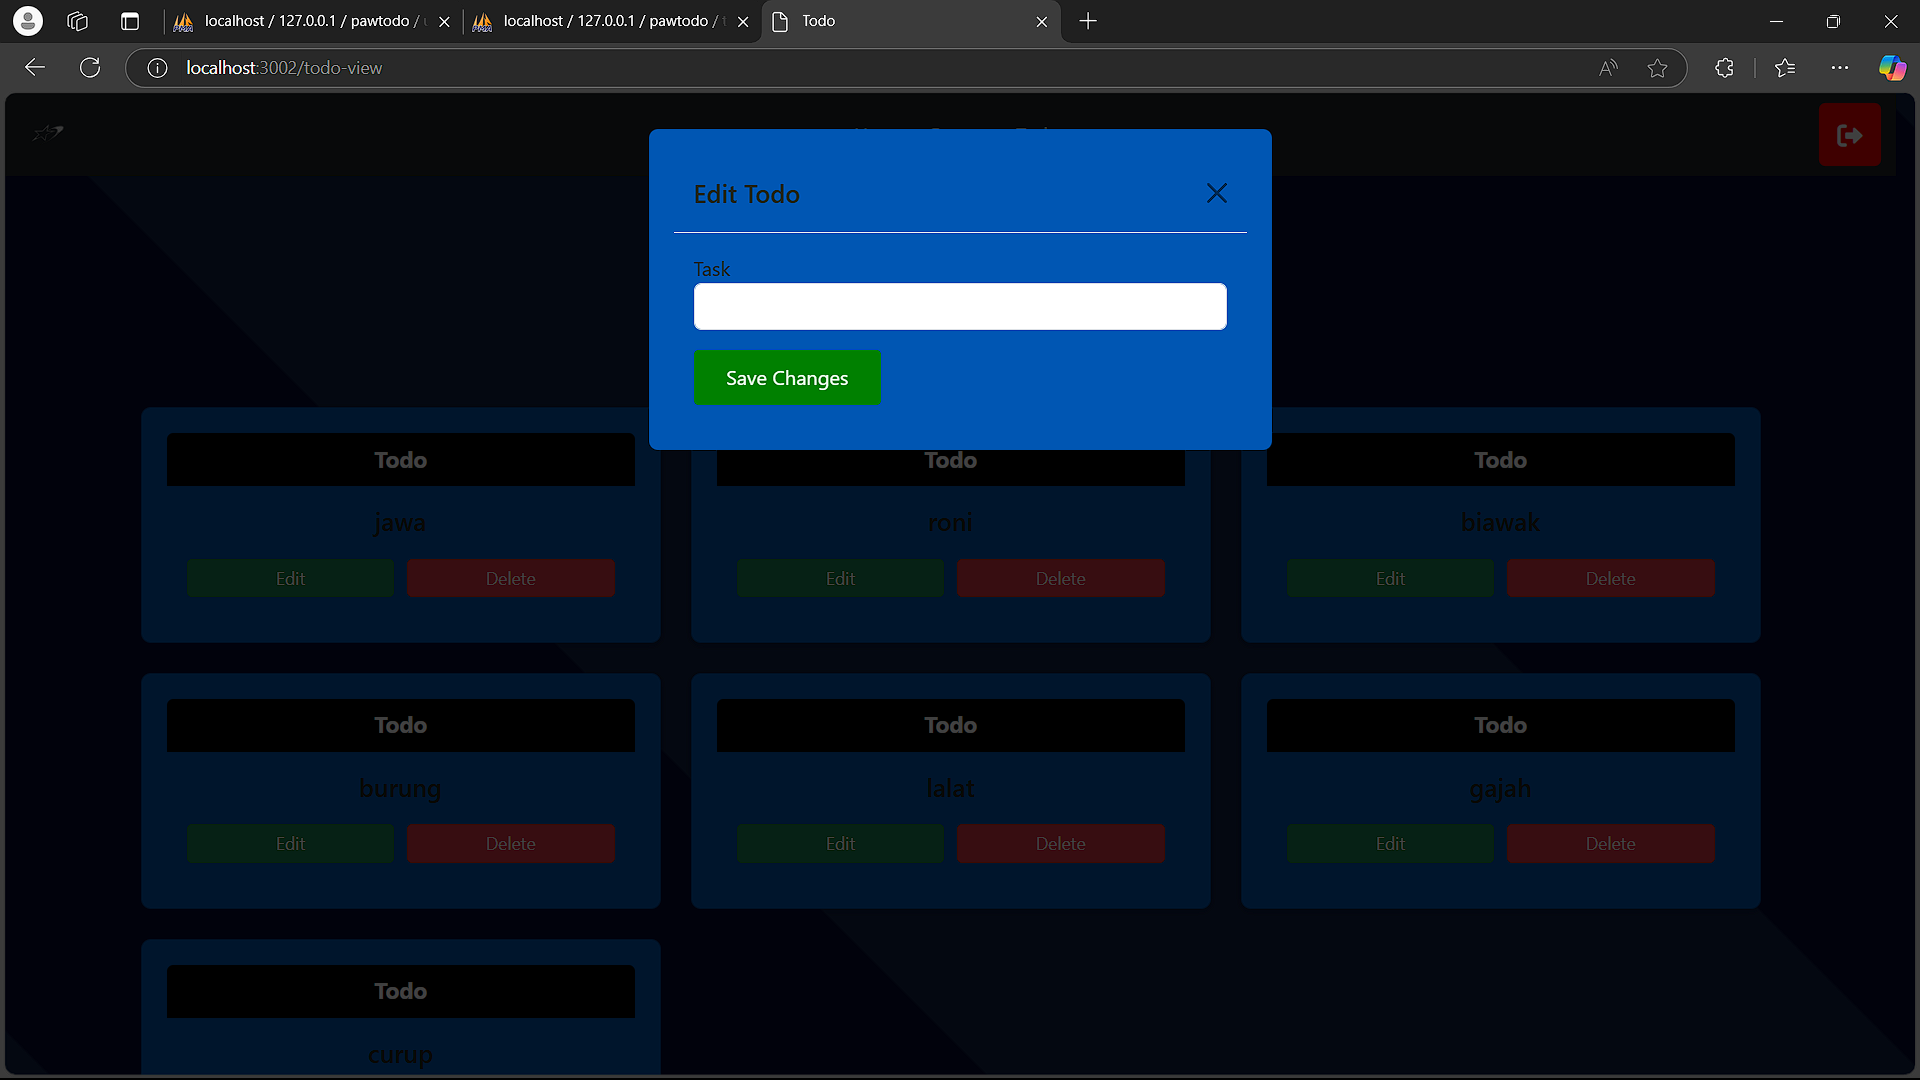 localhost / 127.0.0.1 / pawtodo /
localhost / 127.0.0.1 / pawtodo /
Todo
localhost:3002/todo-view
Edit Todo
Task
Save Changes
Todo
Todo
Todo
jawa
roni
biawak
Edit
Delete
Edit
Delete
Edit
Delete
Todo
Todo
Todo
burung
lalat
gajah
Edit
Delete
Edit
Delete
Edit
Delete
Todo
curup